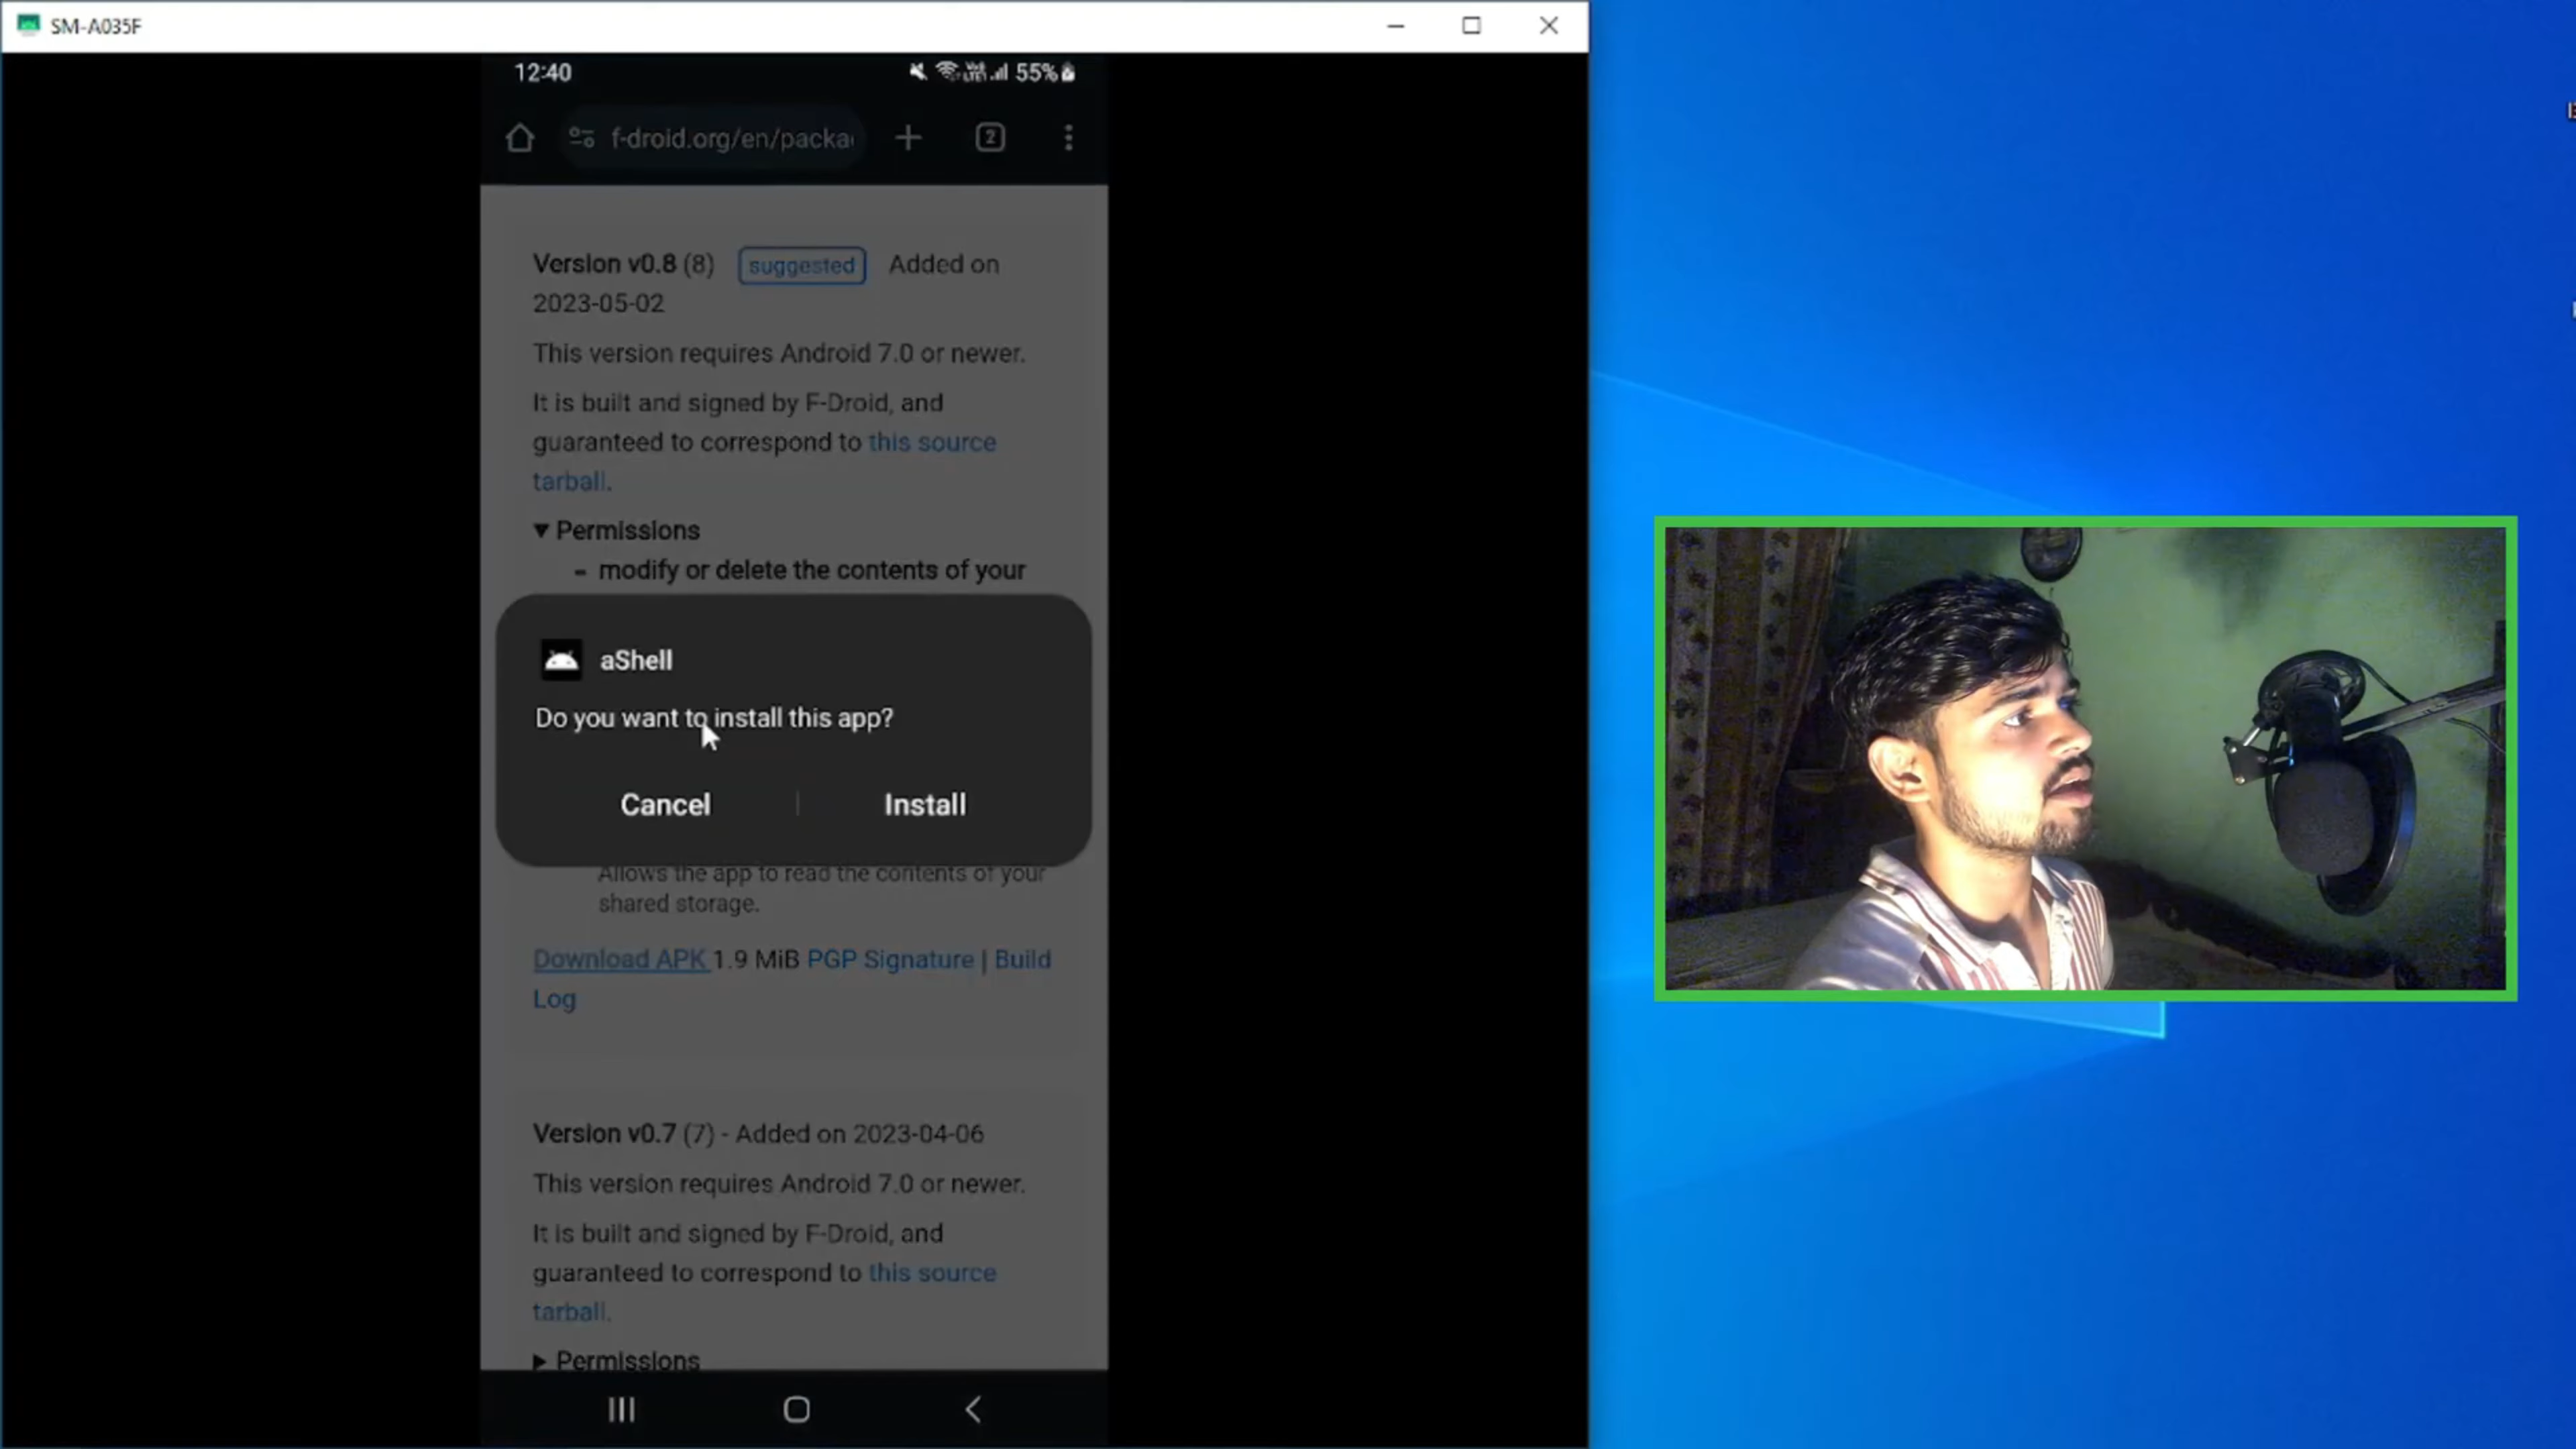 SM-A035F
12:40
55%
f-droid.org/en/packa
2
Version v0.8 (8) suggested Added on
2023-05-02
This version requires Android 7.0 or newer.
It is built and signed by F-Droid, and
guaranteed to correspond to this source
tarball.
▼ Permissions
- modify or delete the contents of your
aShell
Do you want to install this app?
Cancel | Install
Allows the app to read the contents of your
shared storage.
Download APK 1.9 MiB PGP Signature | Build
Log
Version v0.7 (7) - Added on 2023-04-06
This version requires Android 7.0 or newer.
It is built and signed by F-Droid, and
guaranteed to correspond to this source
tarball.
▶ Permissions